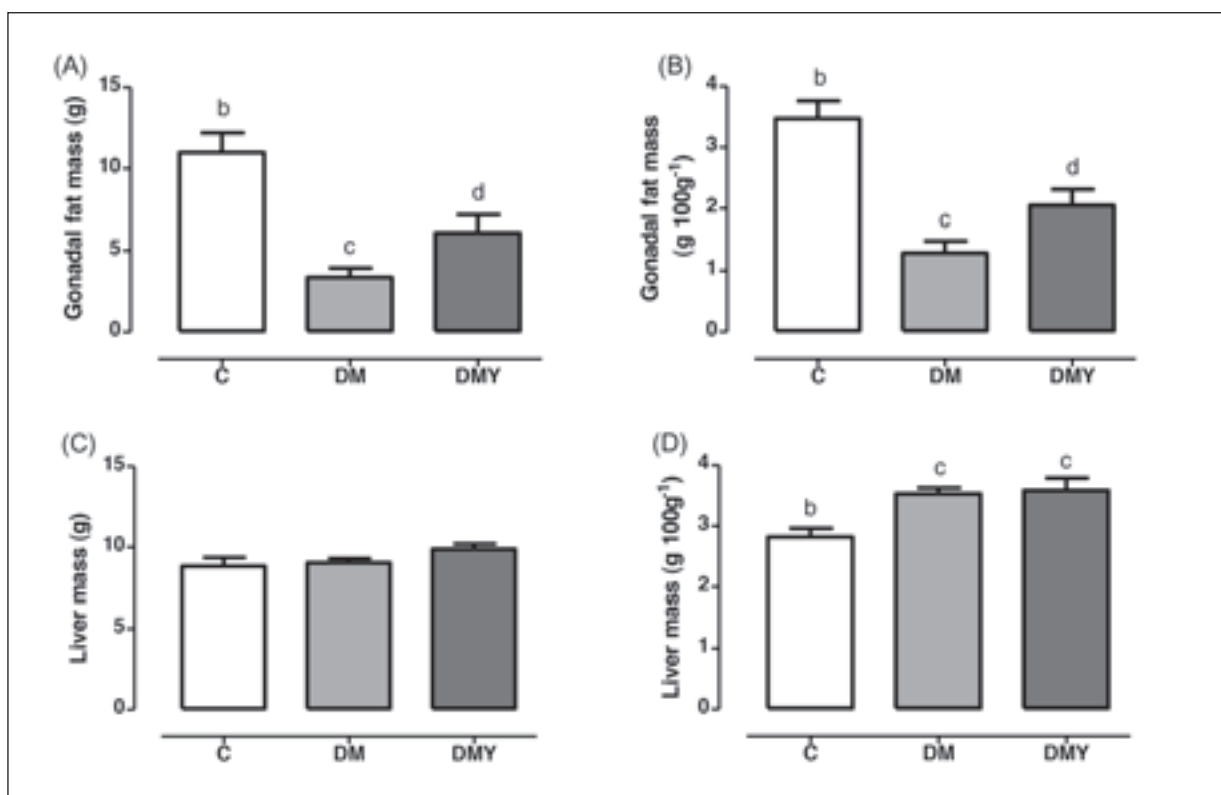 (A)
Gonadal fat mass (g)
15
10
5
0
b
c
d
C DM DMY
(B)
Gonadal fat mass
(g 100g⁻¹)
4
3
2
1
0
b
c
d
C DM DMY
(C)
Liver mass (g)
15
10
5
0
C DM DMY
(D)
Liver mass (g 100g⁻¹)
4
3
2
1
0
b
c
c
C DM DMY